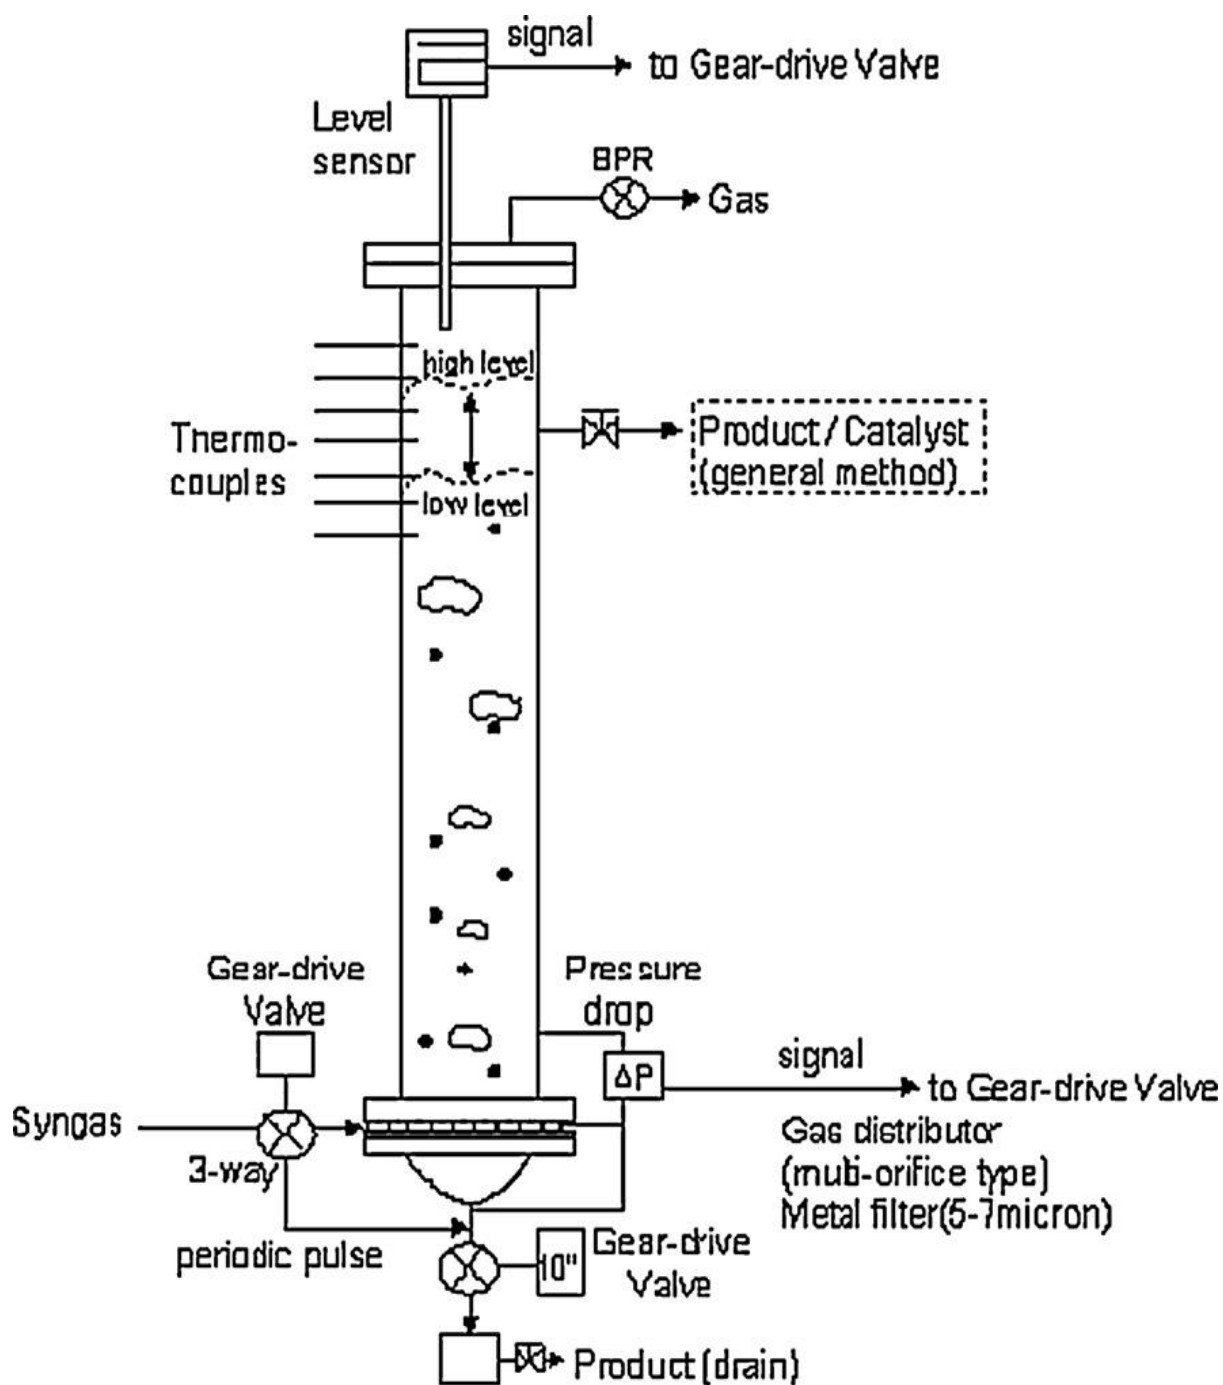 signal
to Gear-drive Valve
Level
sensor
BPR
Gas
high level
Thermo-
couples
Product / Catalyst
(general method)
low level
Gear-drive
Valve
Pressure
drop
ΔP
signal
to Gear-drive Valve
Syngas
3-way
Gas distributor
(multi-orifice type)
Metal filter(5-7micron)
periodic pulse
10"
Gear-drive
Valve
Product (drain)